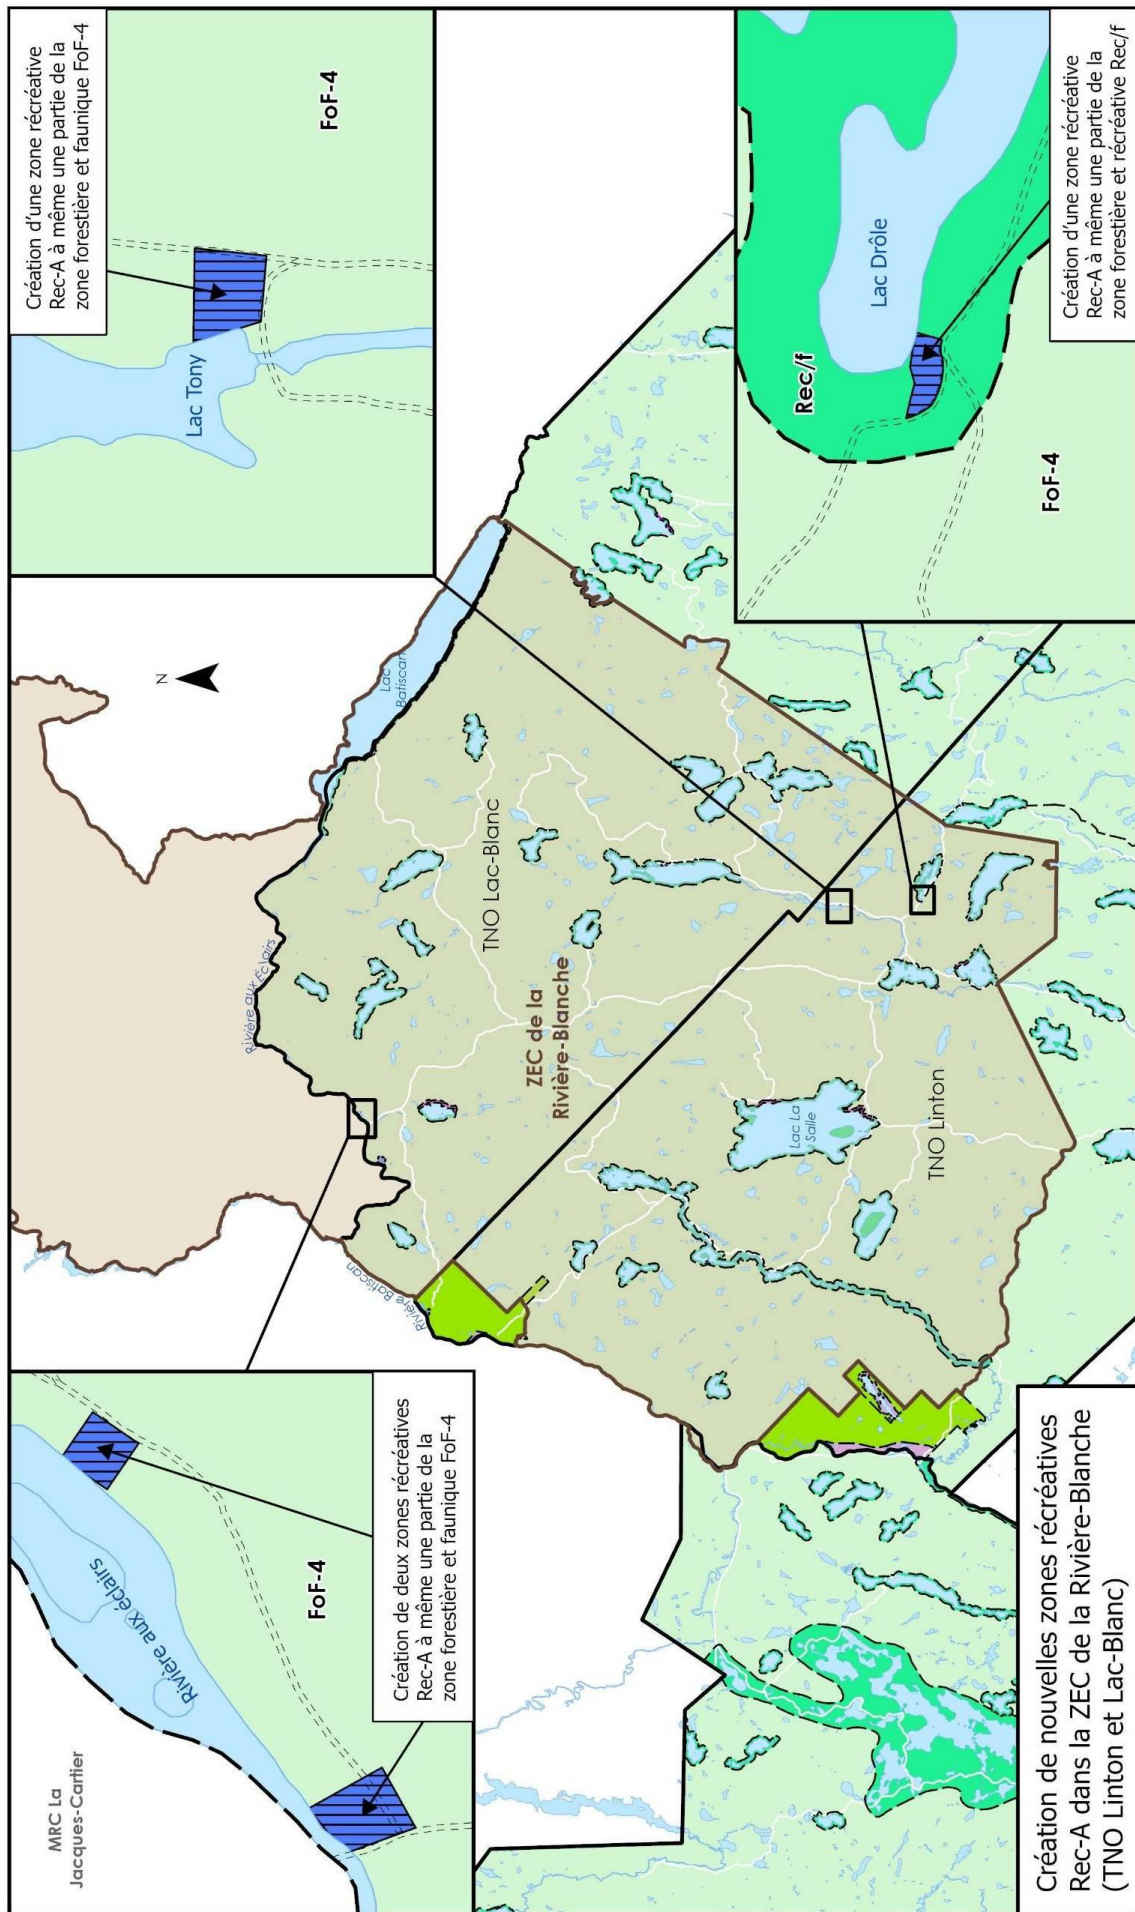 MRC La
Jacques-Cartier
Rivière aux éclairs
FoF-4
Création de deux zones récréatives
Rec-A à même une partie de la
zone forestière et faunique FoF-4
N
Création d'une zone récréative
Rec-A à même une partie de la
zone forestière et faunique FoF-4
Lac Tony
FoF-4
Rivière aux Éclairs
Lac
Batiscan
Rivière Batiscan
TNO Lac-Blanc
ZEC de la
Rivière-Blanche
Lac La
Salle
TNO Linton
Rec/f
Lac Drôle
FoF-4
Création d'une zone récréative
Rec-A à même une partie de la
zone forestière et récréative Rec/f
Création de nouvelles zones récréatives
Rec-A dans la ZEC de la Rivière-Blanche
(TNO Linton et Lac-Blanc)